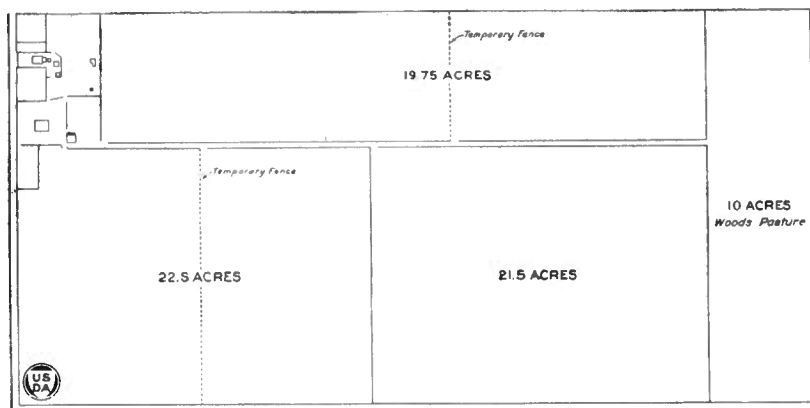 Temporary Fence
19.75 ACRES
Temporary Fence
10 ACRES
Woods Pasture
22.5 ACRES
21.5 ACRES
US
DA